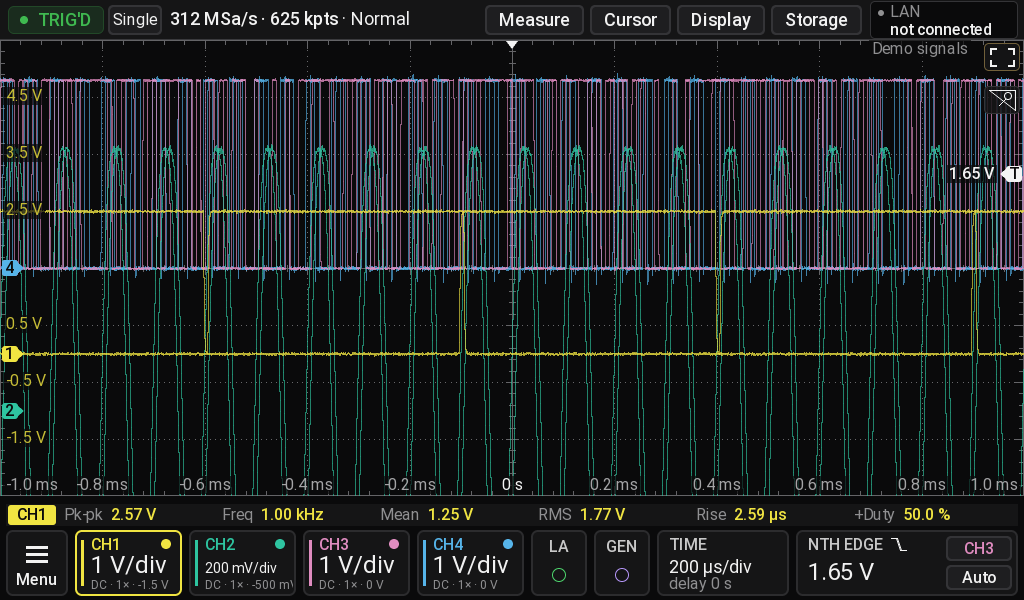 TRIG'D
Single
312 MSa/s · 625 kpts · Normal
Measure
Cursor
Display
Storage
LAN
not connected
Demo signals
4.5 V
3.5 V
1.65 V
T
2.5 V
4
0.5 V
1
-0.5 V
2
-1.5 V
-1.0 ms
-0.8 ms
-0.6 ms
-0.4 ms
-0.2 ms
0 s
0.2 ms
0.4 ms
0.6 ms
0.8 ms
1.0 ms
CH1 Pk-pk 2.57 V Freq 1.00 kHz Mean 1.25 V RMS 1.77 V Rise 2.59 µs +Duty 50.0 %
Menu
CH1
1 V/div
DC · 1× · -1.5 V
CH2
200 mV/div
DC · 1× · -500 mV
CH3
1 V/div
DC · 1× · 0 V
CH4
1 V/div
DC · 1× · 0 V
LA
GEN
TIME
200 µs/div
delay 0 s
NTH EDGE
1.65 V
CH3
Auto